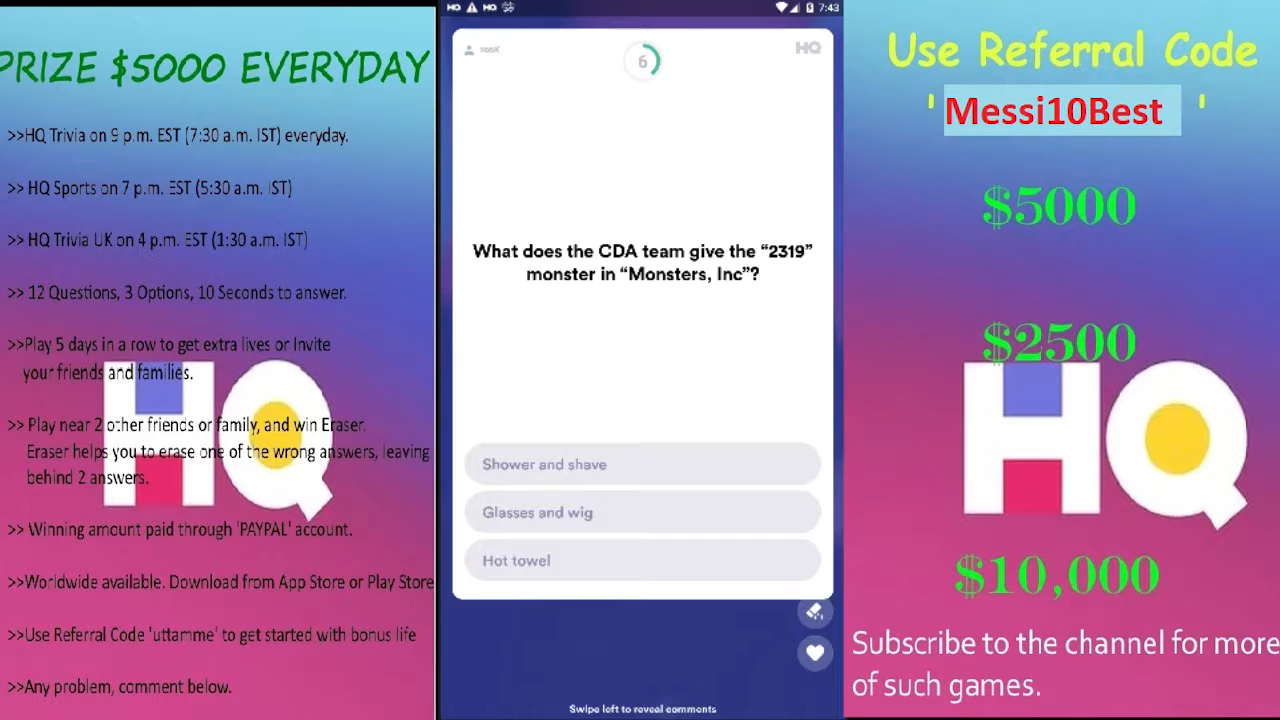 PRIZE $5000 EVERYDAY
>>HQ Trivia on 9 p.m. EST (7:30 a.m. IST) everyday.
>> HQ Sports on 7 p.m. EST (5:30 a.m. IST)
>> HQ Trivia UK on 4 p.m. EST (1:30 a.m. IST)
>> 12 Questions, 3 Options, 10 Seconds to answer.
>>Play 5 days in a row to get extra lives or Invite
your friends and families.
>> Play near 2 other friends or family, and win Eraser.
Eraser helps you to erase one of the wrong answers, leaving
behind 2 answers.
>> Winning amount paid through 'PAYPAL' account.
>>Worldwide available. Download from App Store or Play Store
>>Use Referral Code 'uttamme' to get started with bonus life
>>Any problem, comment below.
HQ
HQ HQ 7:43
6
HQ
What does the CDA team give the “2319”
monster in “Monsters, Inc”?
Shower and shave
Glasses and wig
Hot towel
Swipe left to reveal comments
Use Referral Code
' Messi10Best '
$5000
$2500
HQ
$10,000
Subscribe to the channel for more
of such games.